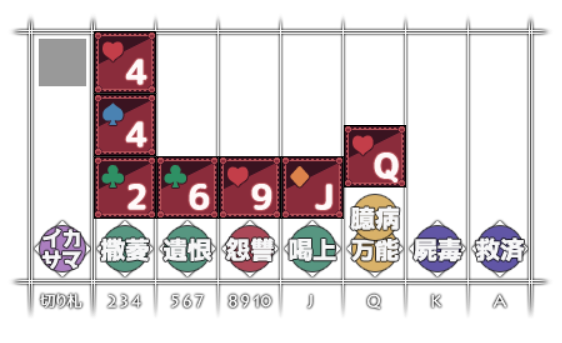 4
4
Q
2 6 9 J
イカサマ 撒菱 遺恨 怨讐 喝上 臆病 万能 屍毒 救済
切り札 234 567 8910 J Q K A